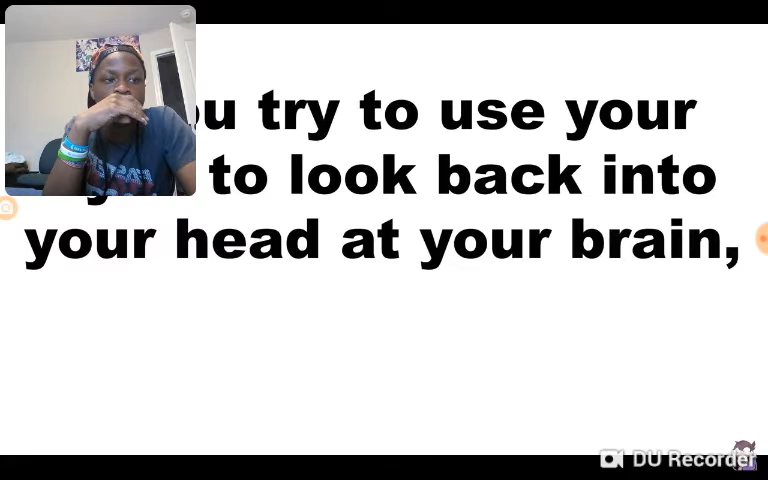 u try to use your
to look back into
your head at your brain,
DU Recorder